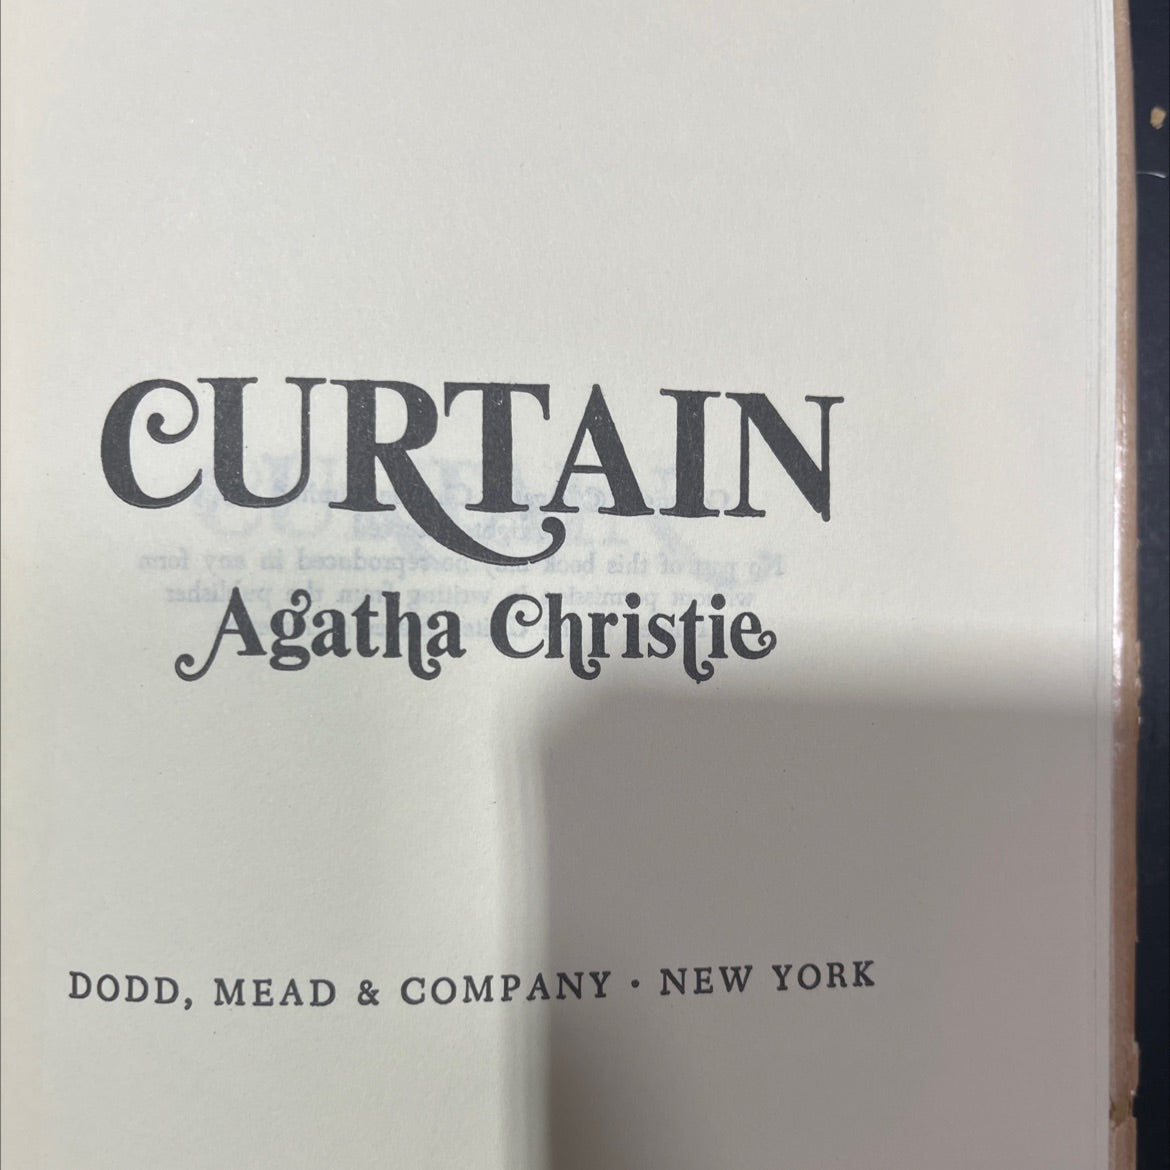 CURTAIN
Agatha Christie
DODD, MEAD & COMPANY · NEW YORK